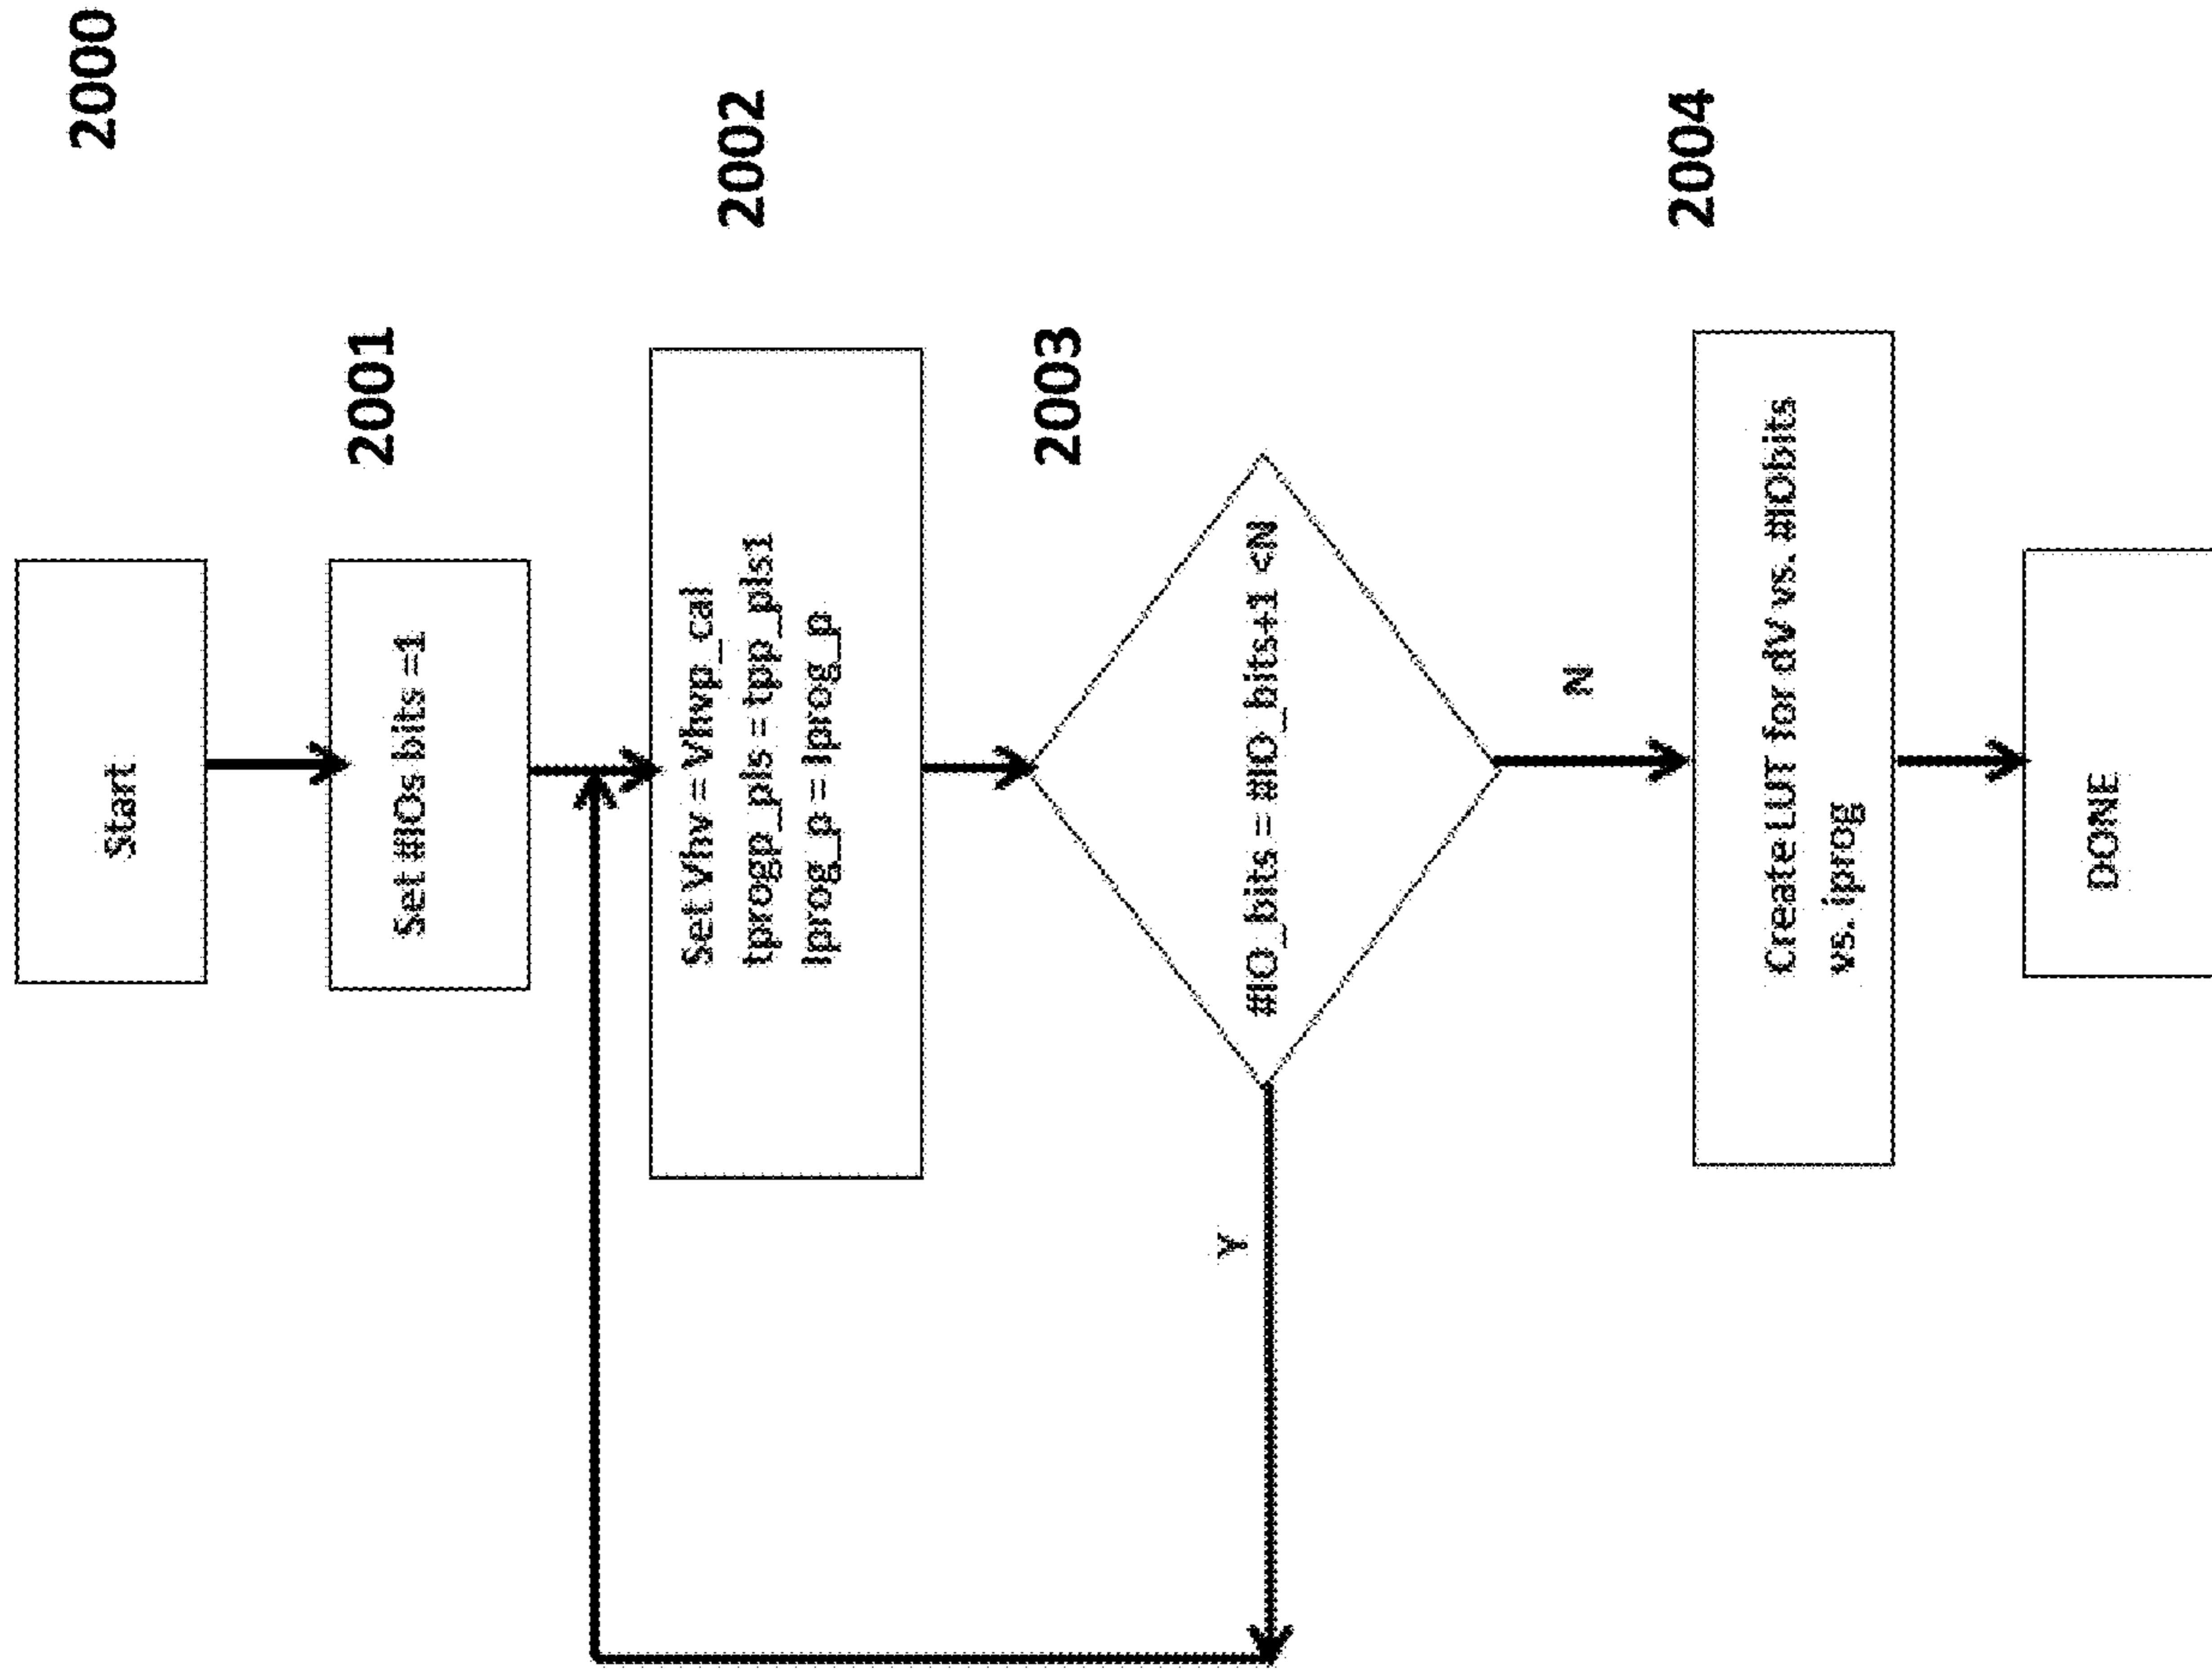 2000
Start
2001
Set #IOs bits =1
2002
Set Vhv = Vhvp_cal
tprogp_pls = tpp_pls1
Iprog_p = Iprog_p
2003
#IO_bits = #IO_bits+1 <N
Y
N
2004
Create LUT for dV vs. #IObits
vs. iprog
DONE